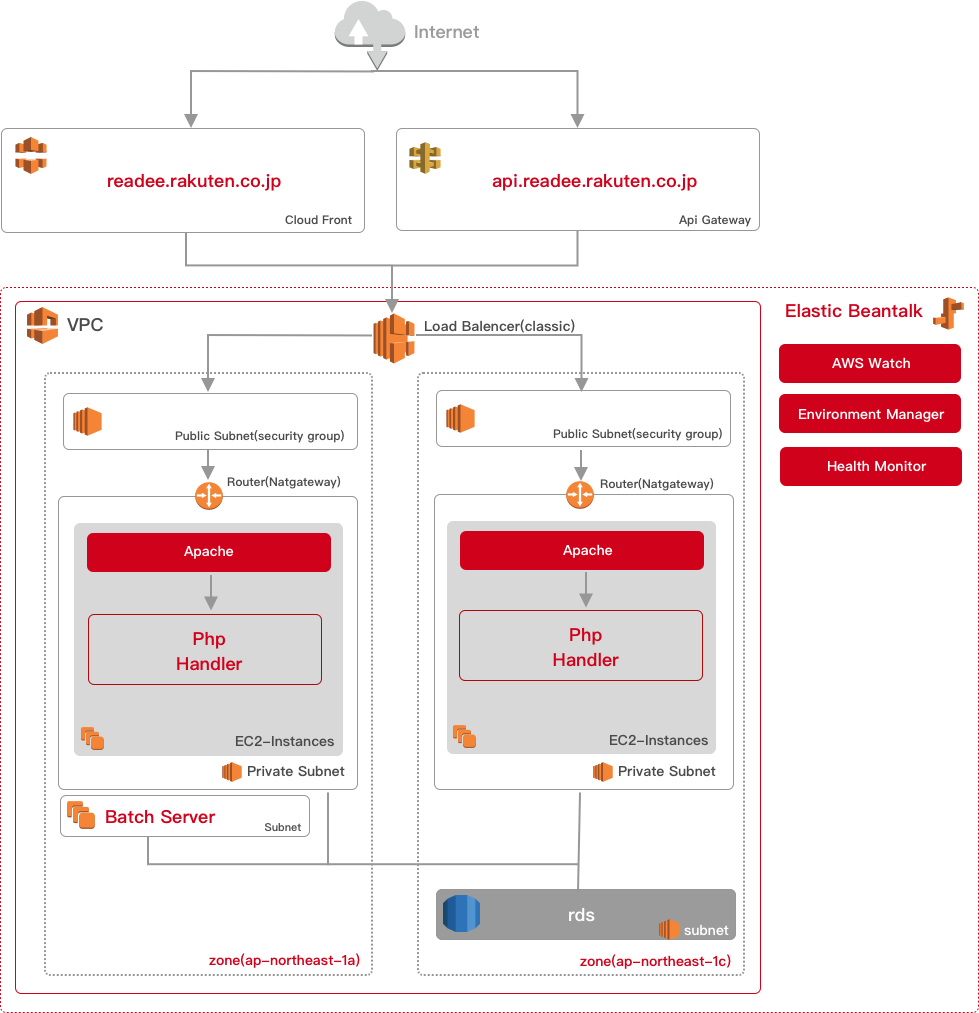 Internet
readee.rakuten.co.jp
Cloud Front
api.readee.rakuten.co.jp
Api Gateway
VPC
Load Balencer(classic)
Elastic Beantalk
AWS Watch
Environment Manager
Health Monitor
Public Subnet(security group)
Router(Natgateway)
Apache
Php
Handler
EC2-Instances
Private Subnet
Batch Server
Subnet
zone(ap-northeast-1a)
Public Subnet(security group)
Router(Natgateway)
Apache
Php
Handler
EC2-Instances
Private Subnet
rds
subnet
zone(ap-northeast-1c)